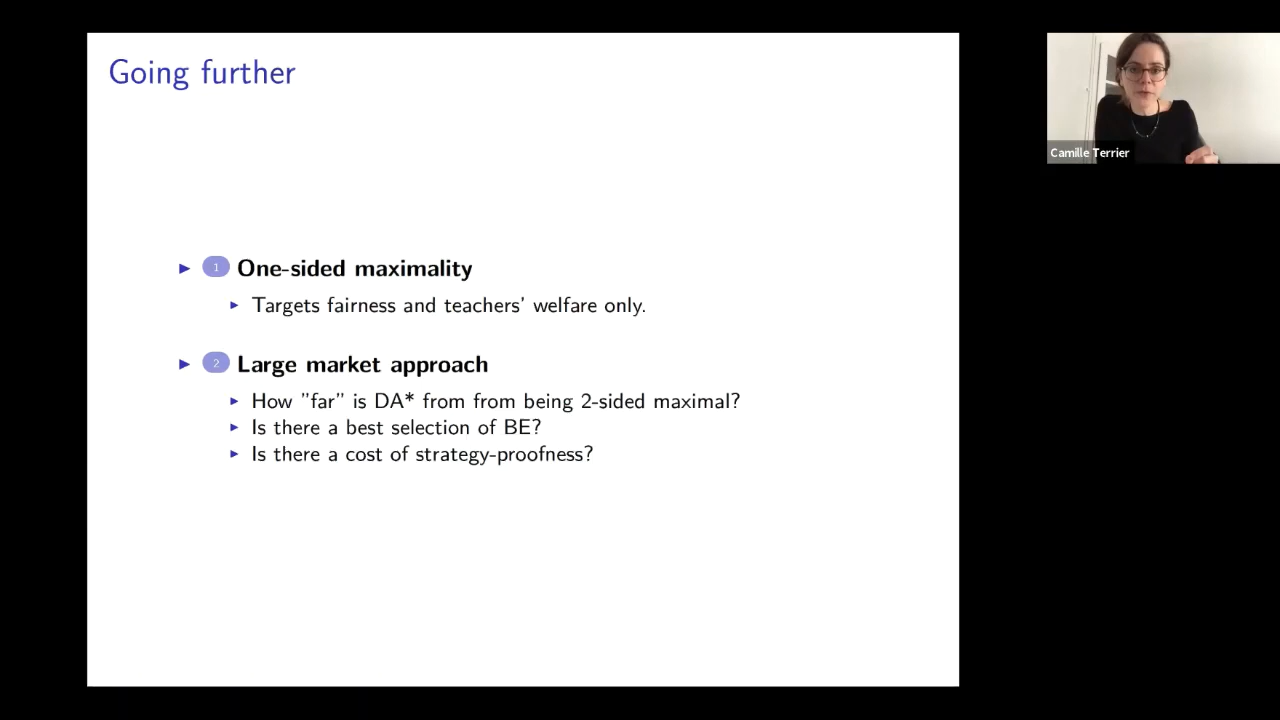 Going further
1 One-sided maximality
Targets fairness and teachers' welfare only.
2 Large market approach
How "far" is DA* from from being 2-sided maximal?
Is there a best selection of BE?
Is there a cost of strategy-proofness?
Camille Terrier